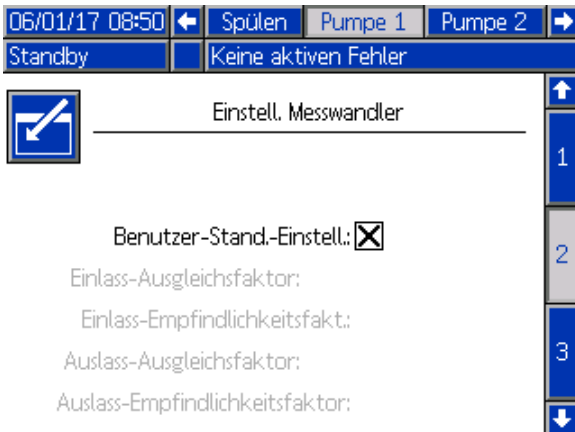 06/01/17 08:50 Spülen Pumpe 1 Pumpe 2
Standby Keine aktiven Fehler
Einstell. Messwandler
1
Benutzer-Stand.-Einstell.:
2
Einlass-Ausgleichsfaktor:
Einlass-Empfindlichkeitsfakt.:
3
Auslass-Ausgleichsfaktor:
Auslass-Empfindlichkeitsfaktor: